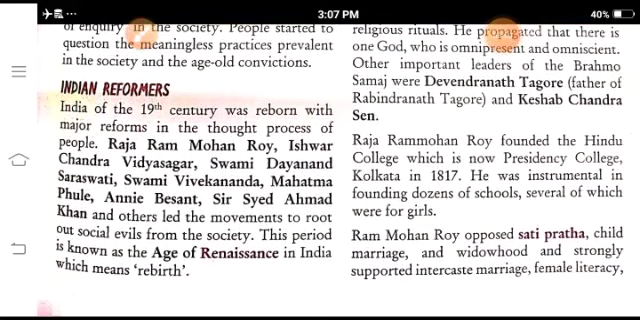 3:07 PM
40%
of enquiry in the society. People started to
question the meaningless practices prevalent
in the society and the age-old convictions.
INDIAN REFORMERS
India of the 19th century was reborn with
major reforms in the thought process of
people. Raja Ram Mohan Roy, Ishwar
Chandra Vidyasagar, Swami Dayanand
Saraswati, Swami Vivekananda, Mahatma
Phule, Annie Besant, Sir Syed Ahmad
Khan and others led the movements to root
out social evils from the society. This period
is known as the Age of Renaissance in India
which means 'rebirth'.
religious rituals. He propagated that there is
one God, who is omnipresent and omniscient.
Other important leaders of the Brahmo
Samaj were Devendranath Tagore (father of
Rabindranath Tagore) and Keshab Chandra
Sen.
Raja Rammohan Roy founded the Hindu
College which is now Presidency College,
Kolkata in 1817. He was instrumental in
founding dozens of schools, several of which
were for girls.
Ram Mohan Roy opposed sati pratha, child
marriage, and widowhood and strongly
supported intercaste marriage, female literacy,